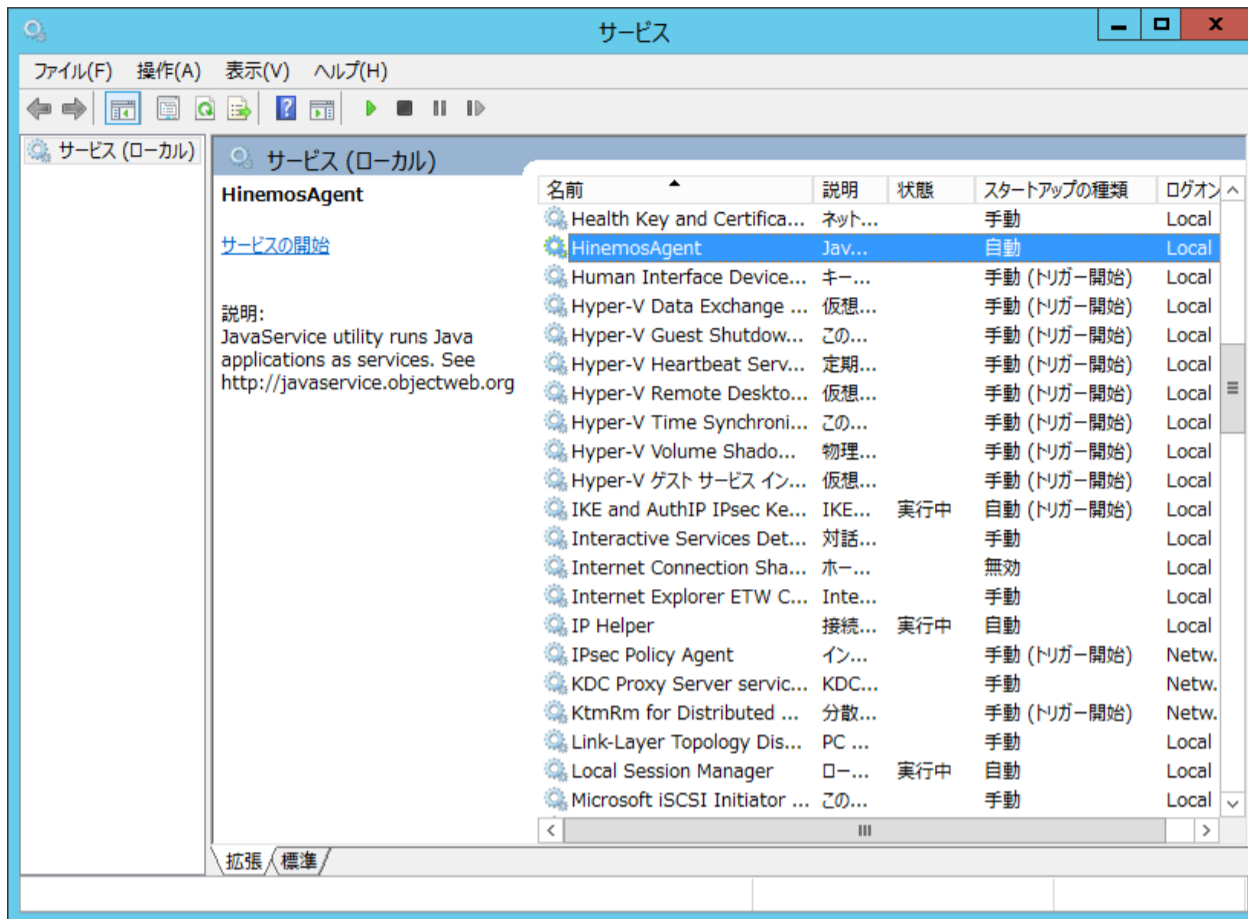 サービス
ファイル(F) 操作(A) 表示(V) ヘルプ(H)
サービス (ローカル)
サービス (ローカル)
HinemosAgent
サービスの開始
説明:
JavaService utility runs Java
applications as services. See
http://javaservice.objectweb.org
名前 説明 状態 スタートアップの種類 ログオン
Health Key and Certifica... ネット... 手動 Local
HinemosAgent Jav... 自動 Local
Human Interface Device... キー... 手動 (トリガー開始) Local
Hyper-V Data Exchange ... 仮想... 手動 (トリガー開始) Local
Hyper-V Guest Shutdow... この... 手動 (トリガー開始) Local
Hyper-V Heartbeat Serv... 定期... 手動 (トリガー開始) Local
Hyper-V Remote Deskto... 仮想... 手動 (トリガー開始) Local
Hyper-V Time Synchroni... この... 手動 (トリガー開始) Local
Hyper-V Volume Shado... 物理... 手動 (トリガー開始) Local
Hyper-V ゲスト サービス イン... 仮想... 手動 (トリガー開始) Local
IKE and AuthIP IPsec Ke... IKE... 実行中 自動 (トリガー開始) Local
Interactive Services Det... 対話... 手動 Local
Internet Connection Sha... ホー... 無効 Local
Internet Explorer ETW C... Inte... 手動 Local
IP Helper 接続... 実行中 自動 Local
IPsec Policy Agent イン... 手動 (トリガー開始) Netw.
KDC Proxy Server servic... KDC... 手動 Netw.
KtmRm for Distributed ... 分散... 手動 (トリガー開始) Netw.
Link-Layer Topology Dis... PC ... 手動 Local
Local Session Manager ロー... 実行中 自動 Local
Microsoft iSCSI Initiator ... この... 手動 Local
拡張 標準